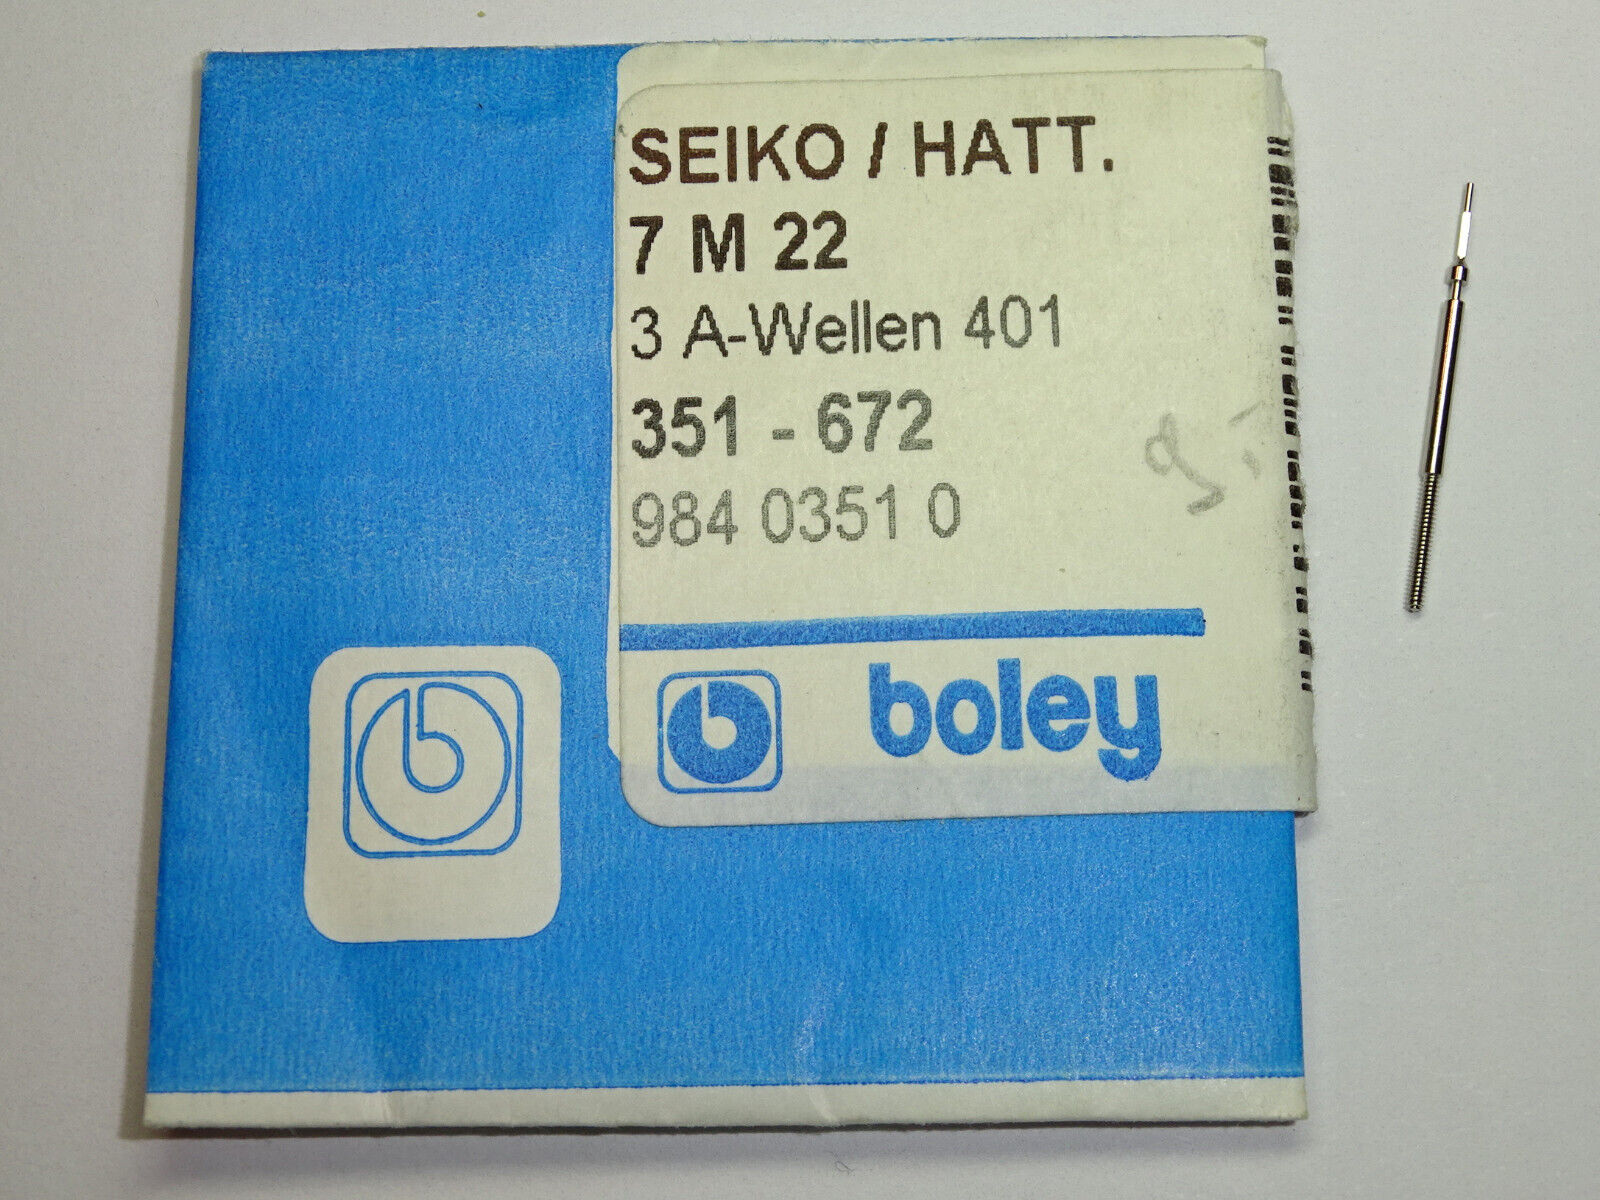 SEIKO / HATT.
7 M 22
3 A-Wellen 401
351 - 672
984 0351 0
b boley
b